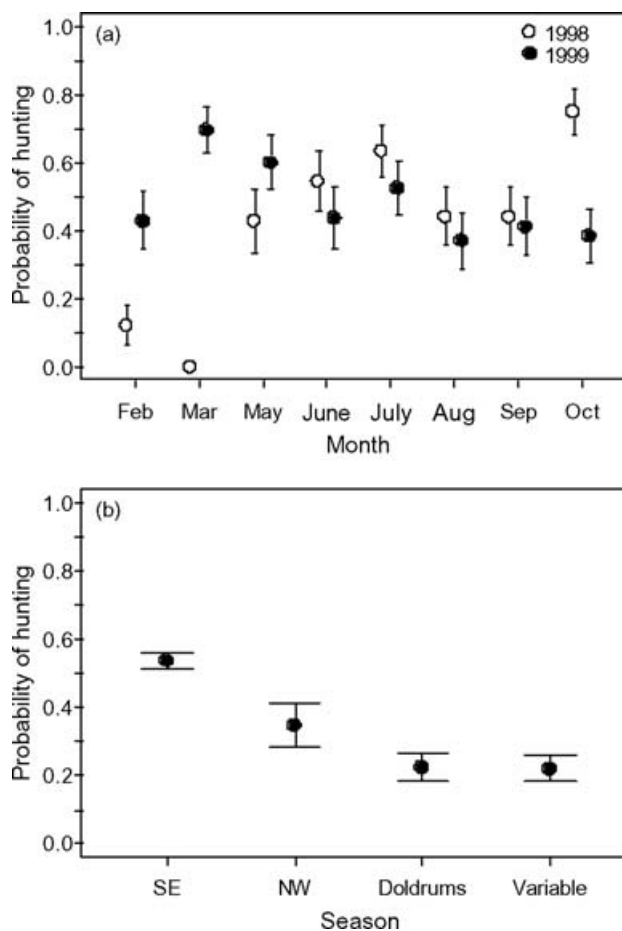 (a)
1998
1999
1.0
0.8
0.6
0.4
0.2
0.0
Probability of hunting
Feb Mar May June July Aug Sep Oct
Month
(b)
1.0
0.8
0.6
0.4
0.2
0.0
Probability of hunting
SE NW Doldrums Variable
Season